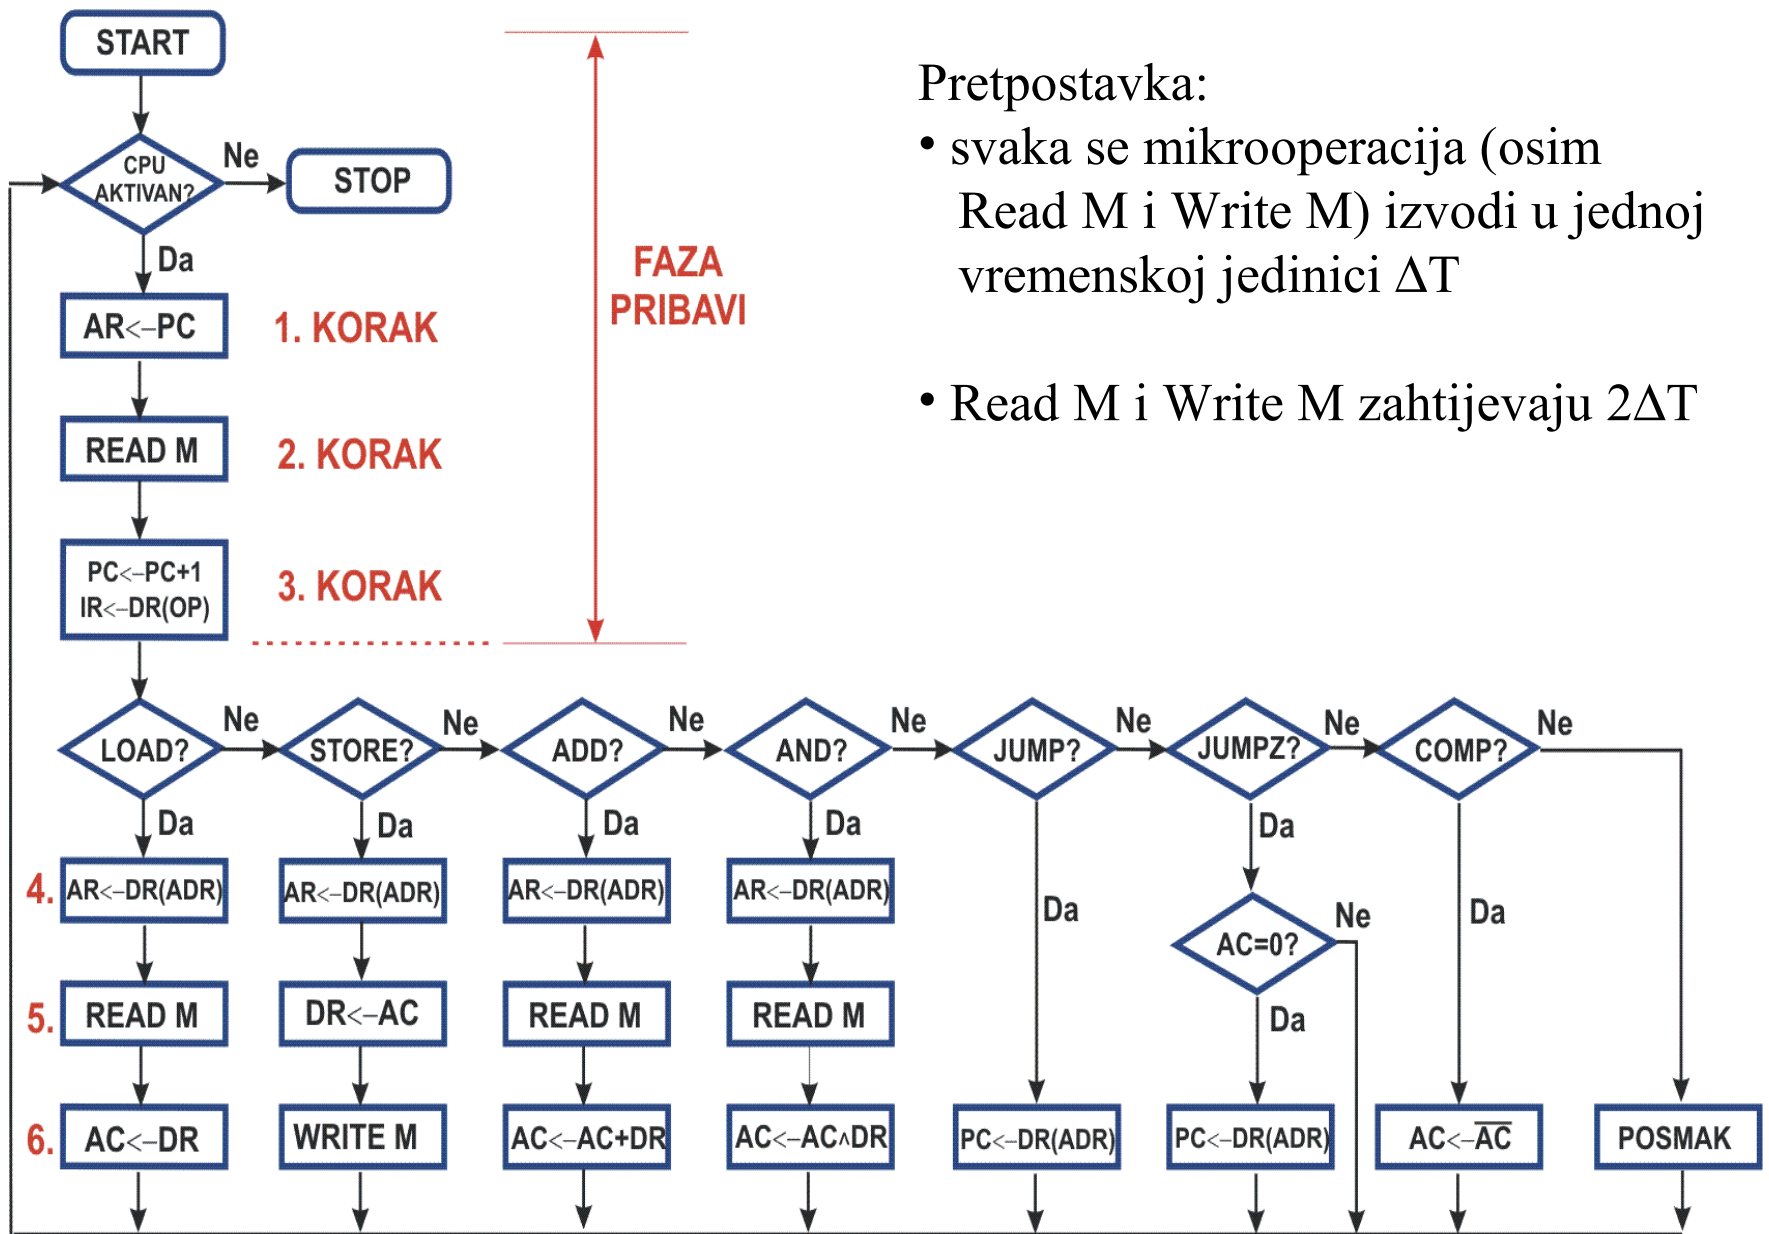 START
CPU
AKTIVAN?
Ne
STOP
Da
AR<–PC
1. KORAK
READ M
2. KORAK
PC<–PC+1
IR<–DR(OP)
3. KORAK
FAZA
PRIBAVI
Pretpostavka:
• svaka se mikrooperacija (osim
Read M i Write M) izvodi u jednoj
vremenskoj jedinici ΔT
• Read M i Write M zahtijevaju 2ΔT
LOAD? Ne STORE? Ne ADD? Ne AND? Ne JUMP? Ne JUMPZ? Ne COMP? Ne
Da Da Da Da Da
4. AR<–DR(ADR) AR<–DR(ADR) AR<–DR(ADR) AR<–DR(ADR) Da AC=0? Ne Da
5. READ M DR<–AC READ M READ M Da
6. AC<–DR WRITE M AC<–AC+DR AC<–AC∧DR PC<–DR(ADR) PC<–DR(ADR) AC<–A̅C̅ POSMAK